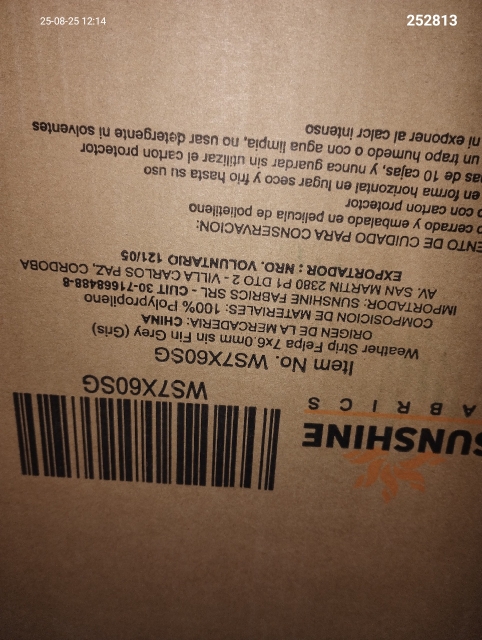 25-08-25 12:14
252813
SUNSHINE
ABRICS
WS7X60SG
Item No. WS7X60SG
Weather Strip Felpa 7x6.0mm Fin Grey (Gris)
ORIGEN DE LA MERCADERIA: CHINA
COMPOSICION DE MATERIALES: 100% Polypropileno
IMPORTADOR: SUNSHINE FABRICS SRL - CUIT 30-71668488-8
AV. SAN MARTIN 2380 P1 DTO 2 - VILLA CARLOS PAZ, CORDOBA
EXPORTADOR : NRO. VOLUNTARIO 121/05
ENTO DE CUIDADO PARA CONSERVACION:
o cerrado y embalado en pelicula de polietileno
o con carton protector
en forma horizontal en lugar seco y frio hasta su uso
as de 10 cajas, y nunca guardar sin utilizar el carton protector
un trapo humedo o con agua limpia, no usar detergente ni solventes
ni exponer al calor intenso